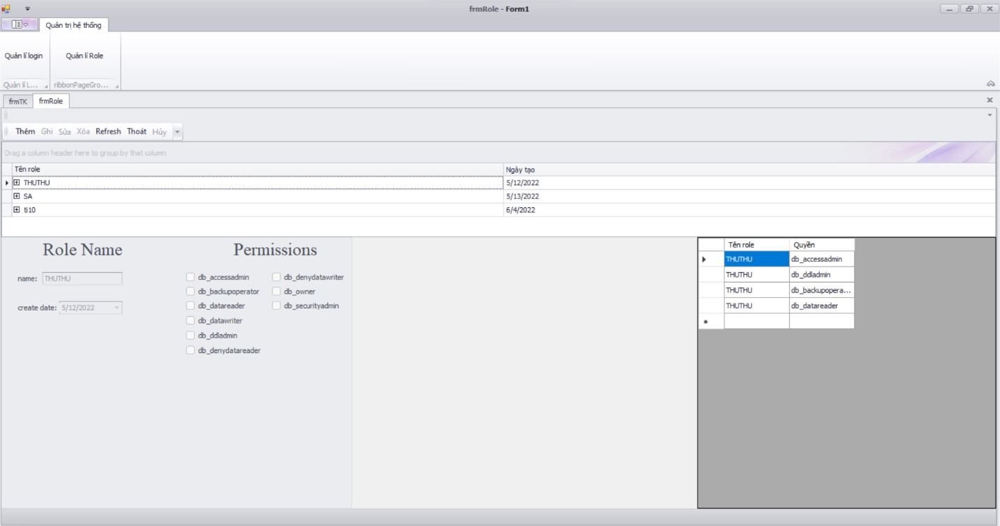 frmRole - Form1
Quản trị hệ thống
Quản lí login
Quản lí Role
Quản lí L...
ribbonPageGro...
frmTK
frmRole
Thêm Ghi Sửa Xóa Refresh Thoát Hủy
Drag a column header here to group by that column
Tên role Ngày tạo
THUTHU 5/12/2022
SA 5/13/2022
ti10 6/4/2022
Role Name
name: THUTHU
create date: 5/12/2022
Permissions
db_accessadmin db_denydatawriter
db_backupoperator db_owner
db_datareader db_securityadmin
db_datawriter
db_ddladmin
db_denydatareader
Tên role Quyền
THUTHU db_accessadmin
THUTHU db_ddladmin
THUTHU db_backupopera...
THUTHU db_datareader